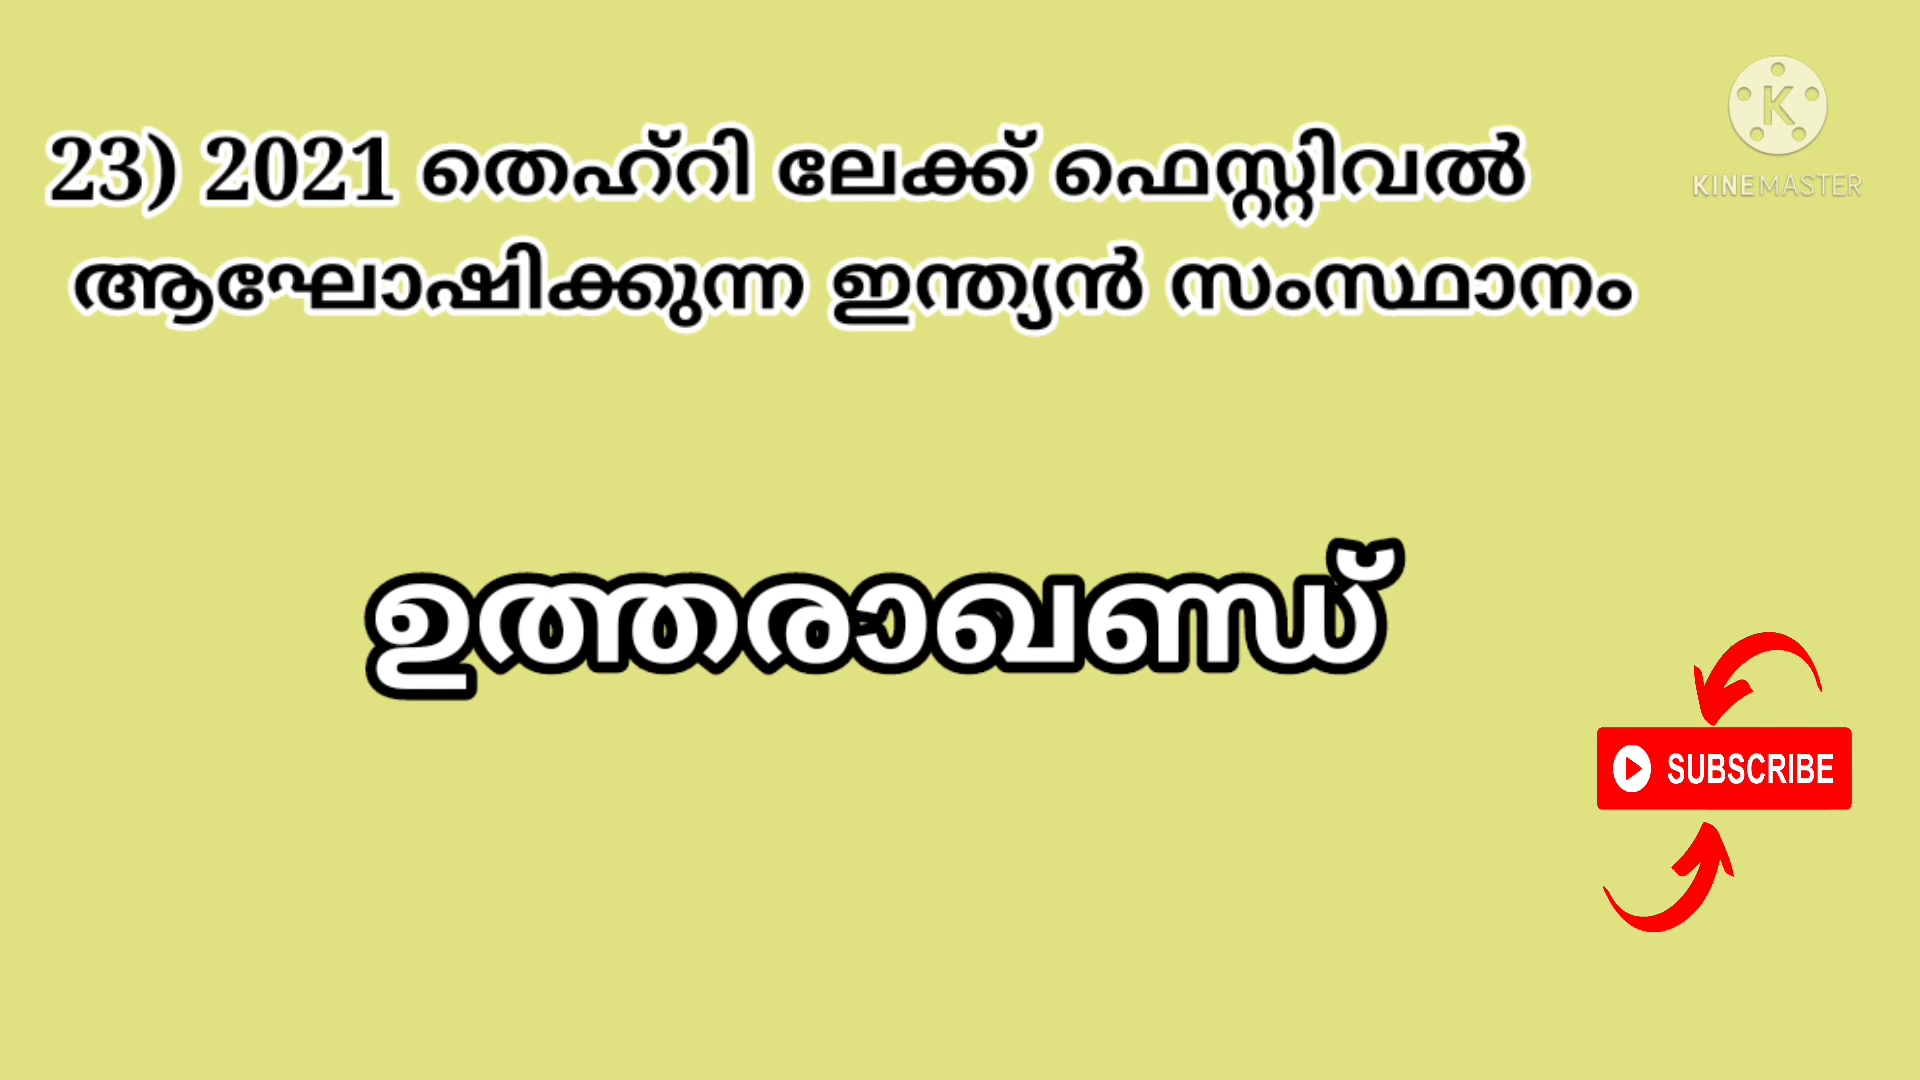 23) 2021 തെഹ്റി ലേക്ക് ഫെസ്റ്റിവൽ
ആഘോഷിക്കുന്ന ഇന്ത്യൻ സംസ്ഥാനം
K
KINEMASTER
ഉത്തരാഖണ്ഡ്
SUBSCRIBE